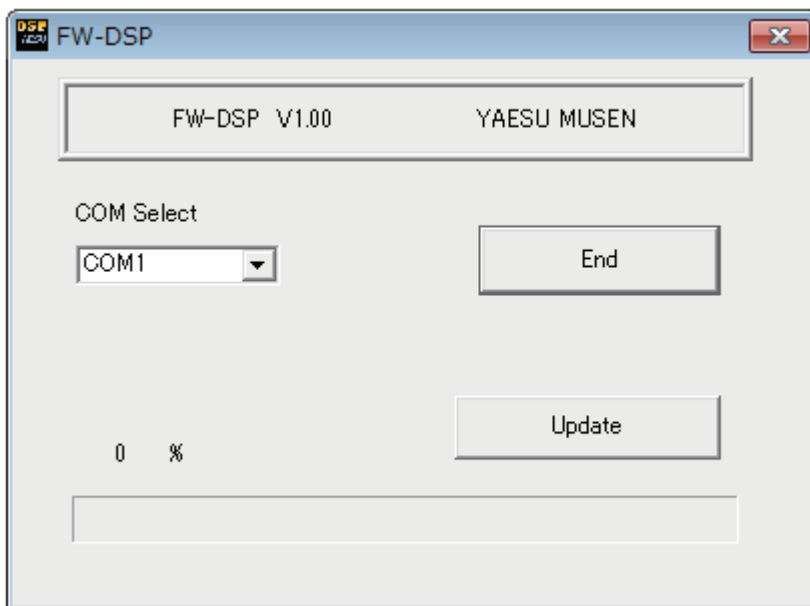 FW-DSP
FW-DSP V1.00 YAESU MUSEN
COM Select
COM1
End
Update
0 %